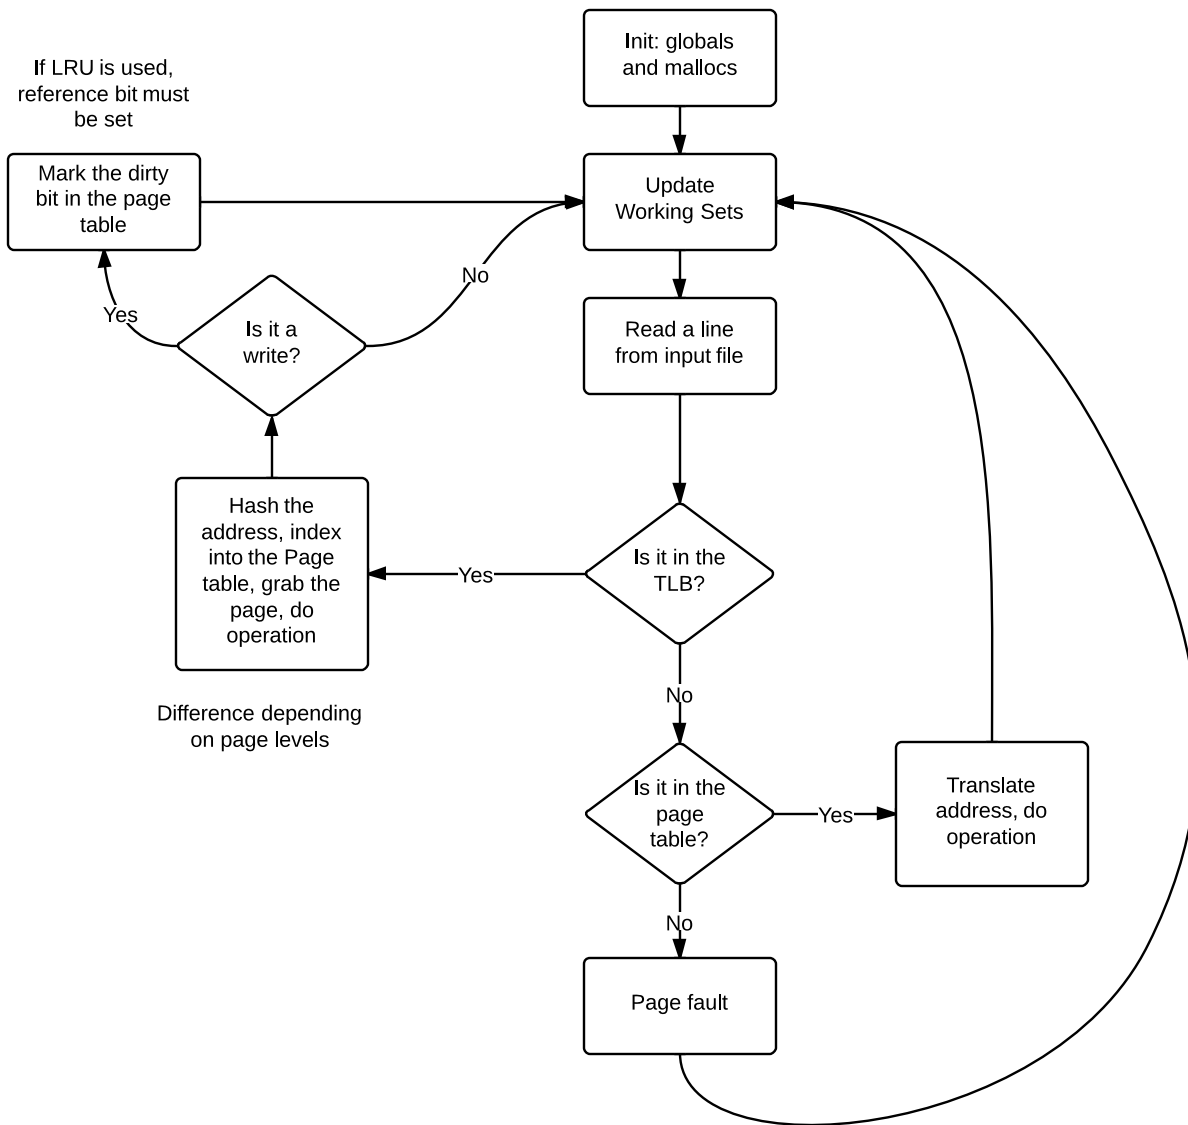 Init: globals
and mallocs
If LRU is used,
reference bit must
be set
Mark the dirty
bit in the page
table
Update
Working Sets
No
Yes
Is it a
write?
Read a line
from input file
Hash the
address, index
into the Page
table, grab the
page, do
operation
Yes
Is it in the
TLB?
Difference depending
on page levels
No
Is it in the
page
table?
Yes
Translate
address, do
operation
No
Page fault